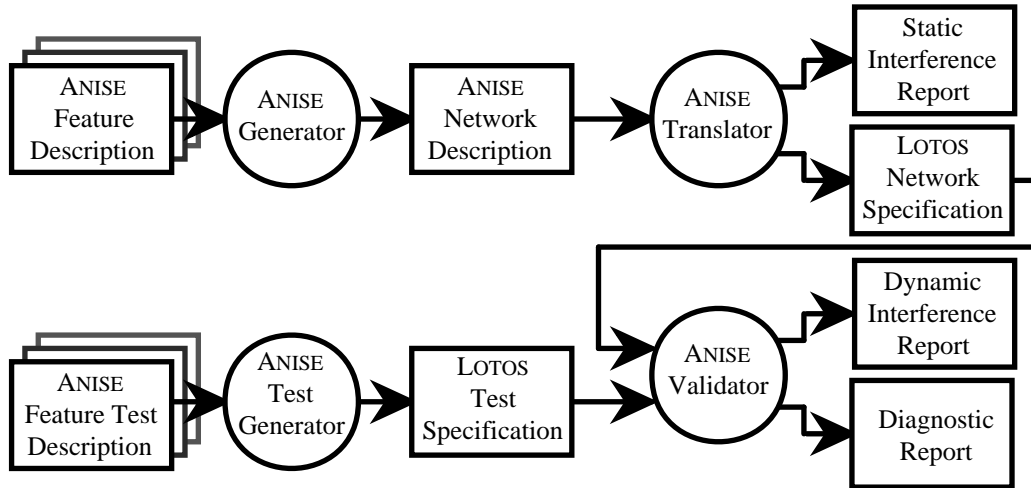 ANISE
Feature
Description
ANISE
Generator
ANISE
Network
Description
ANISE
Translator
Static
Interference
Report
LOTOS
Network
Specification
ANISE
Feature Test
Description
ANISE
Test
Generator
LOTOS
Test
Specification
ANISE
Validator
Dynamic
Interference
Report
Diagnostic
Report